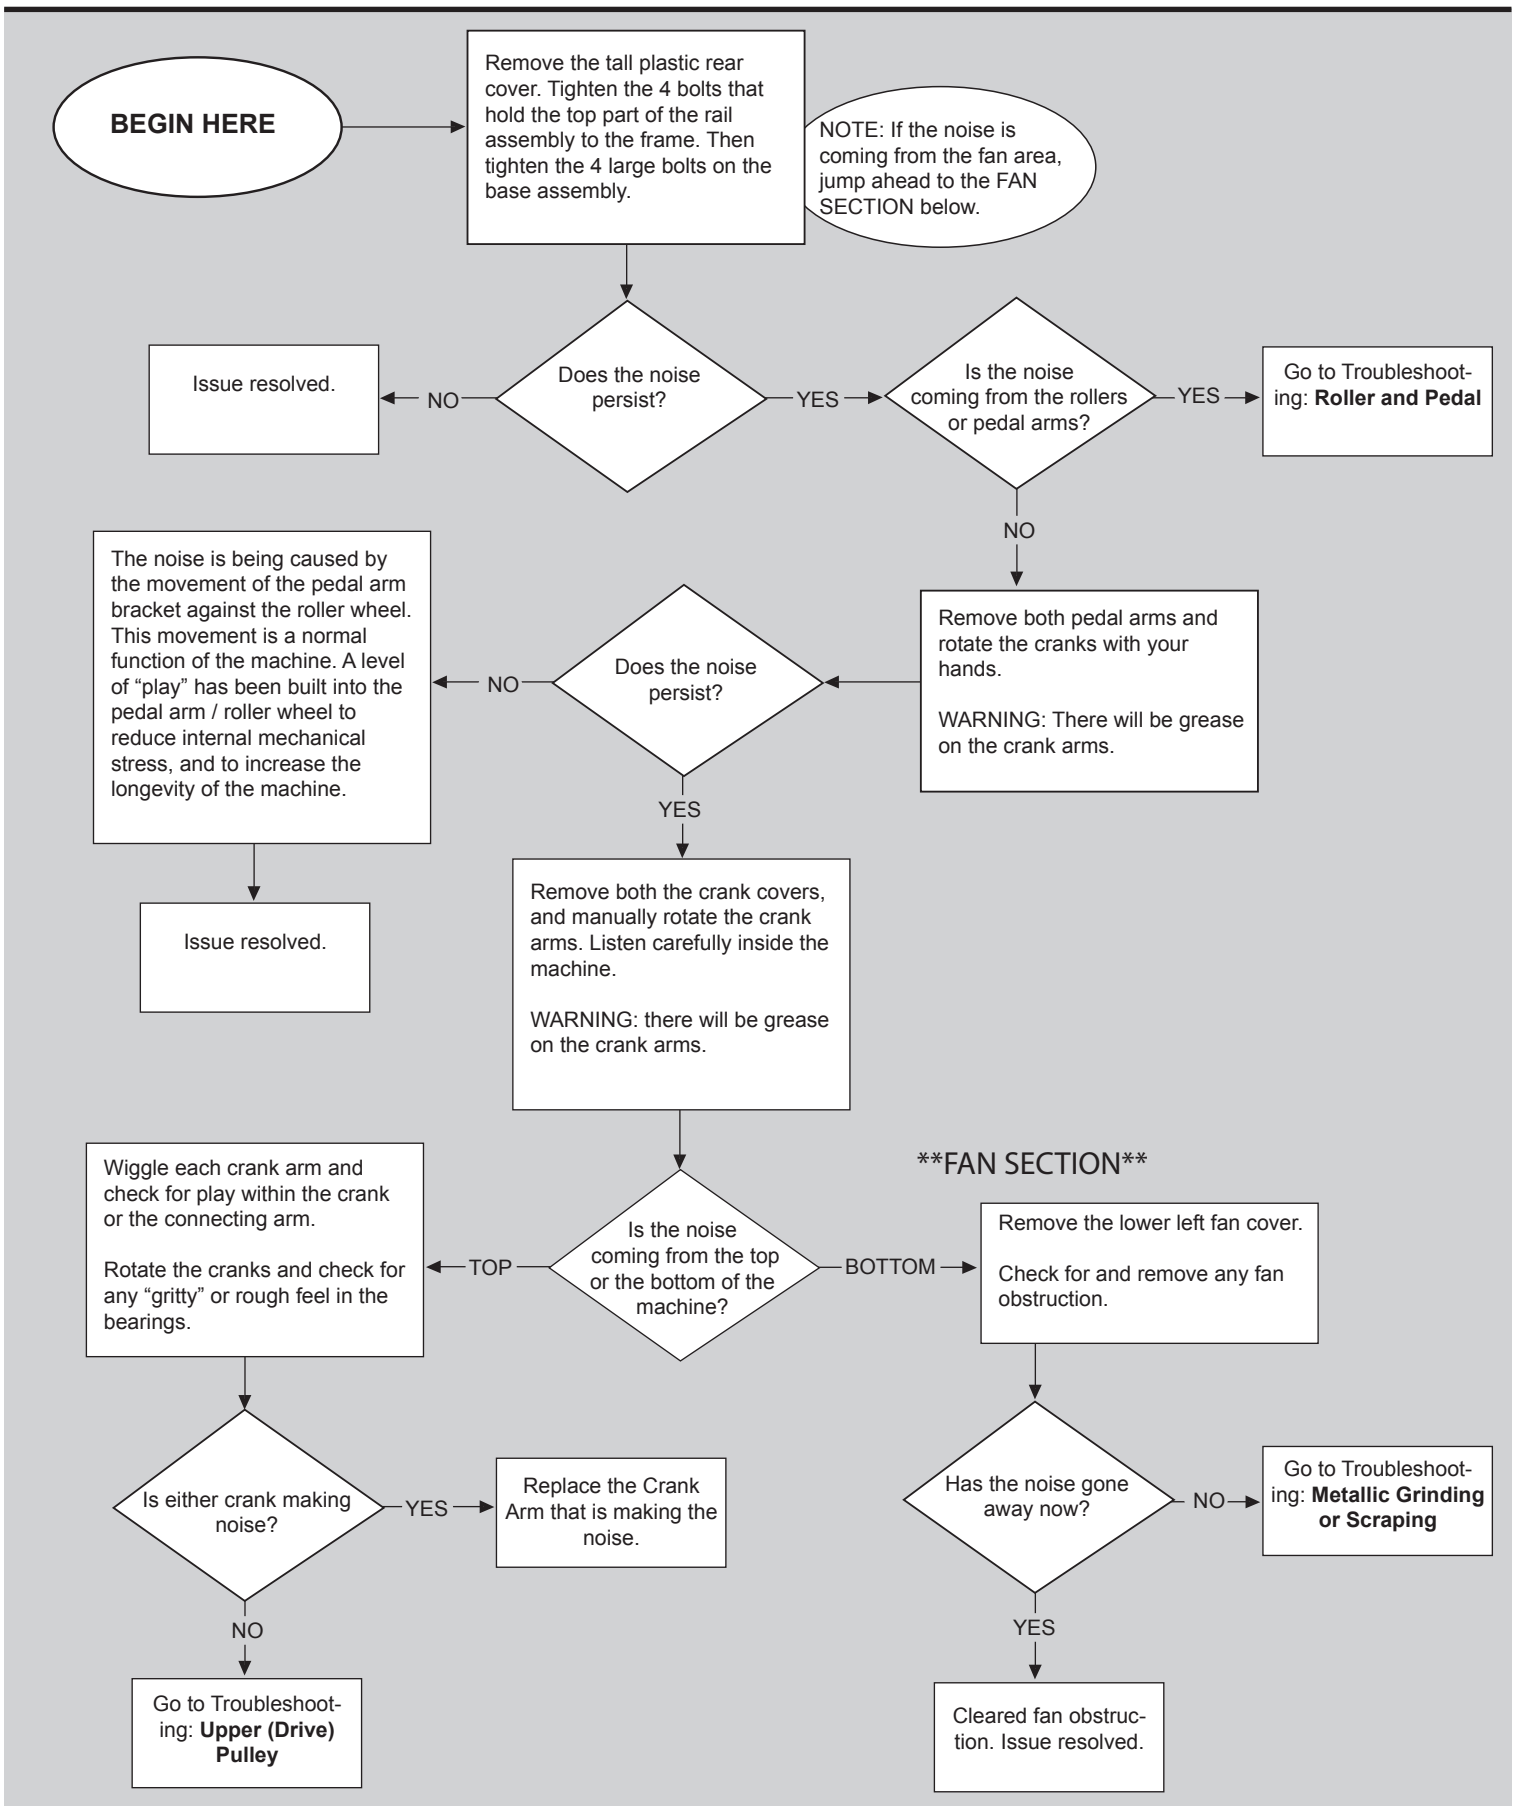 BEGIN HERE
Remove the tall plastic rear
cover. Tighten the 4 bolts that
hold the top part of the rail
assembly to the frame. Then
tighten the 4 large bolts on the
base assembly.
NOTE: If the noise is
coming from the fan area,
jump ahead to the FAN
SECTION below.
Does the noise
persist?
NO
Issue resolved.
YES
Is the noise
coming from the rollers
or pedal arms?
YES
Go to Troubleshoot-
ing: Roller and Pedal
NO
Remove both pedal arms and
rotate the cranks with your
hands.
WARNING: There will be grease
on the crank arms.
Does the noise
persist?
NO
The noise is being caused by
the movement of the pedal arm
bracket against the roller wheel.
This movement is a normal
function of the machine. A level
of “play” has been built into the
pedal arm / roller wheel to
reduce internal mechanical
stress, and to increase the
longevity of the machine.
Issue resolved.
YES
Remove both the crank covers,
and manually rotate the crank
arms. Listen carefully inside the
machine.
WARNING: there will be grease
on the crank arms.
Is the noise
coming from the top
or the bottom of the
machine?
TOP
Wiggle each crank arm and
check for play within the crank
or the connecting arm.
Rotate the cranks and check for
any “gritty” or rough feel in the
bearings.
Is either crank making
noise?
YES
Replace the Crank
Arm that is making the
noise.
NO
Go to Troubleshoot-
ing: Upper (Drive)
Pulley
BOTTOM
**FAN SECTION**
Remove the lower left fan cover.
Check for and remove any fan
obstruction.
Has the noise gone
away now?
NO
Go to Troubleshoot-
ing: Metallic Grinding
or Scraping
YES
Cleared fan obstruc-
tion. Issue resolved.